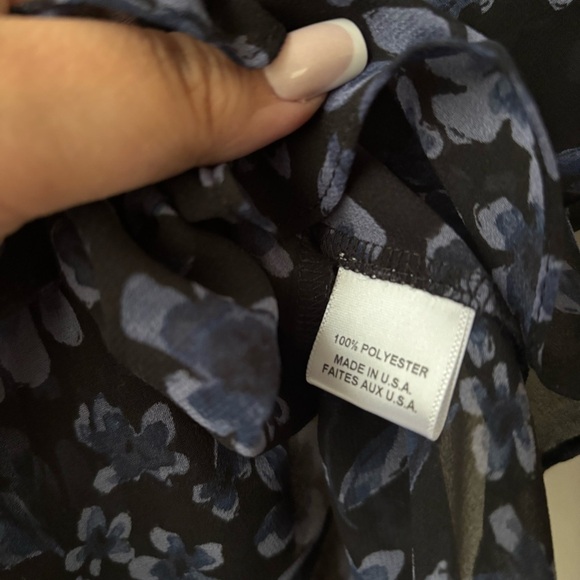 100% POLYESTER
MADE IN U.S.A.
FAITES AUX U.S.A.